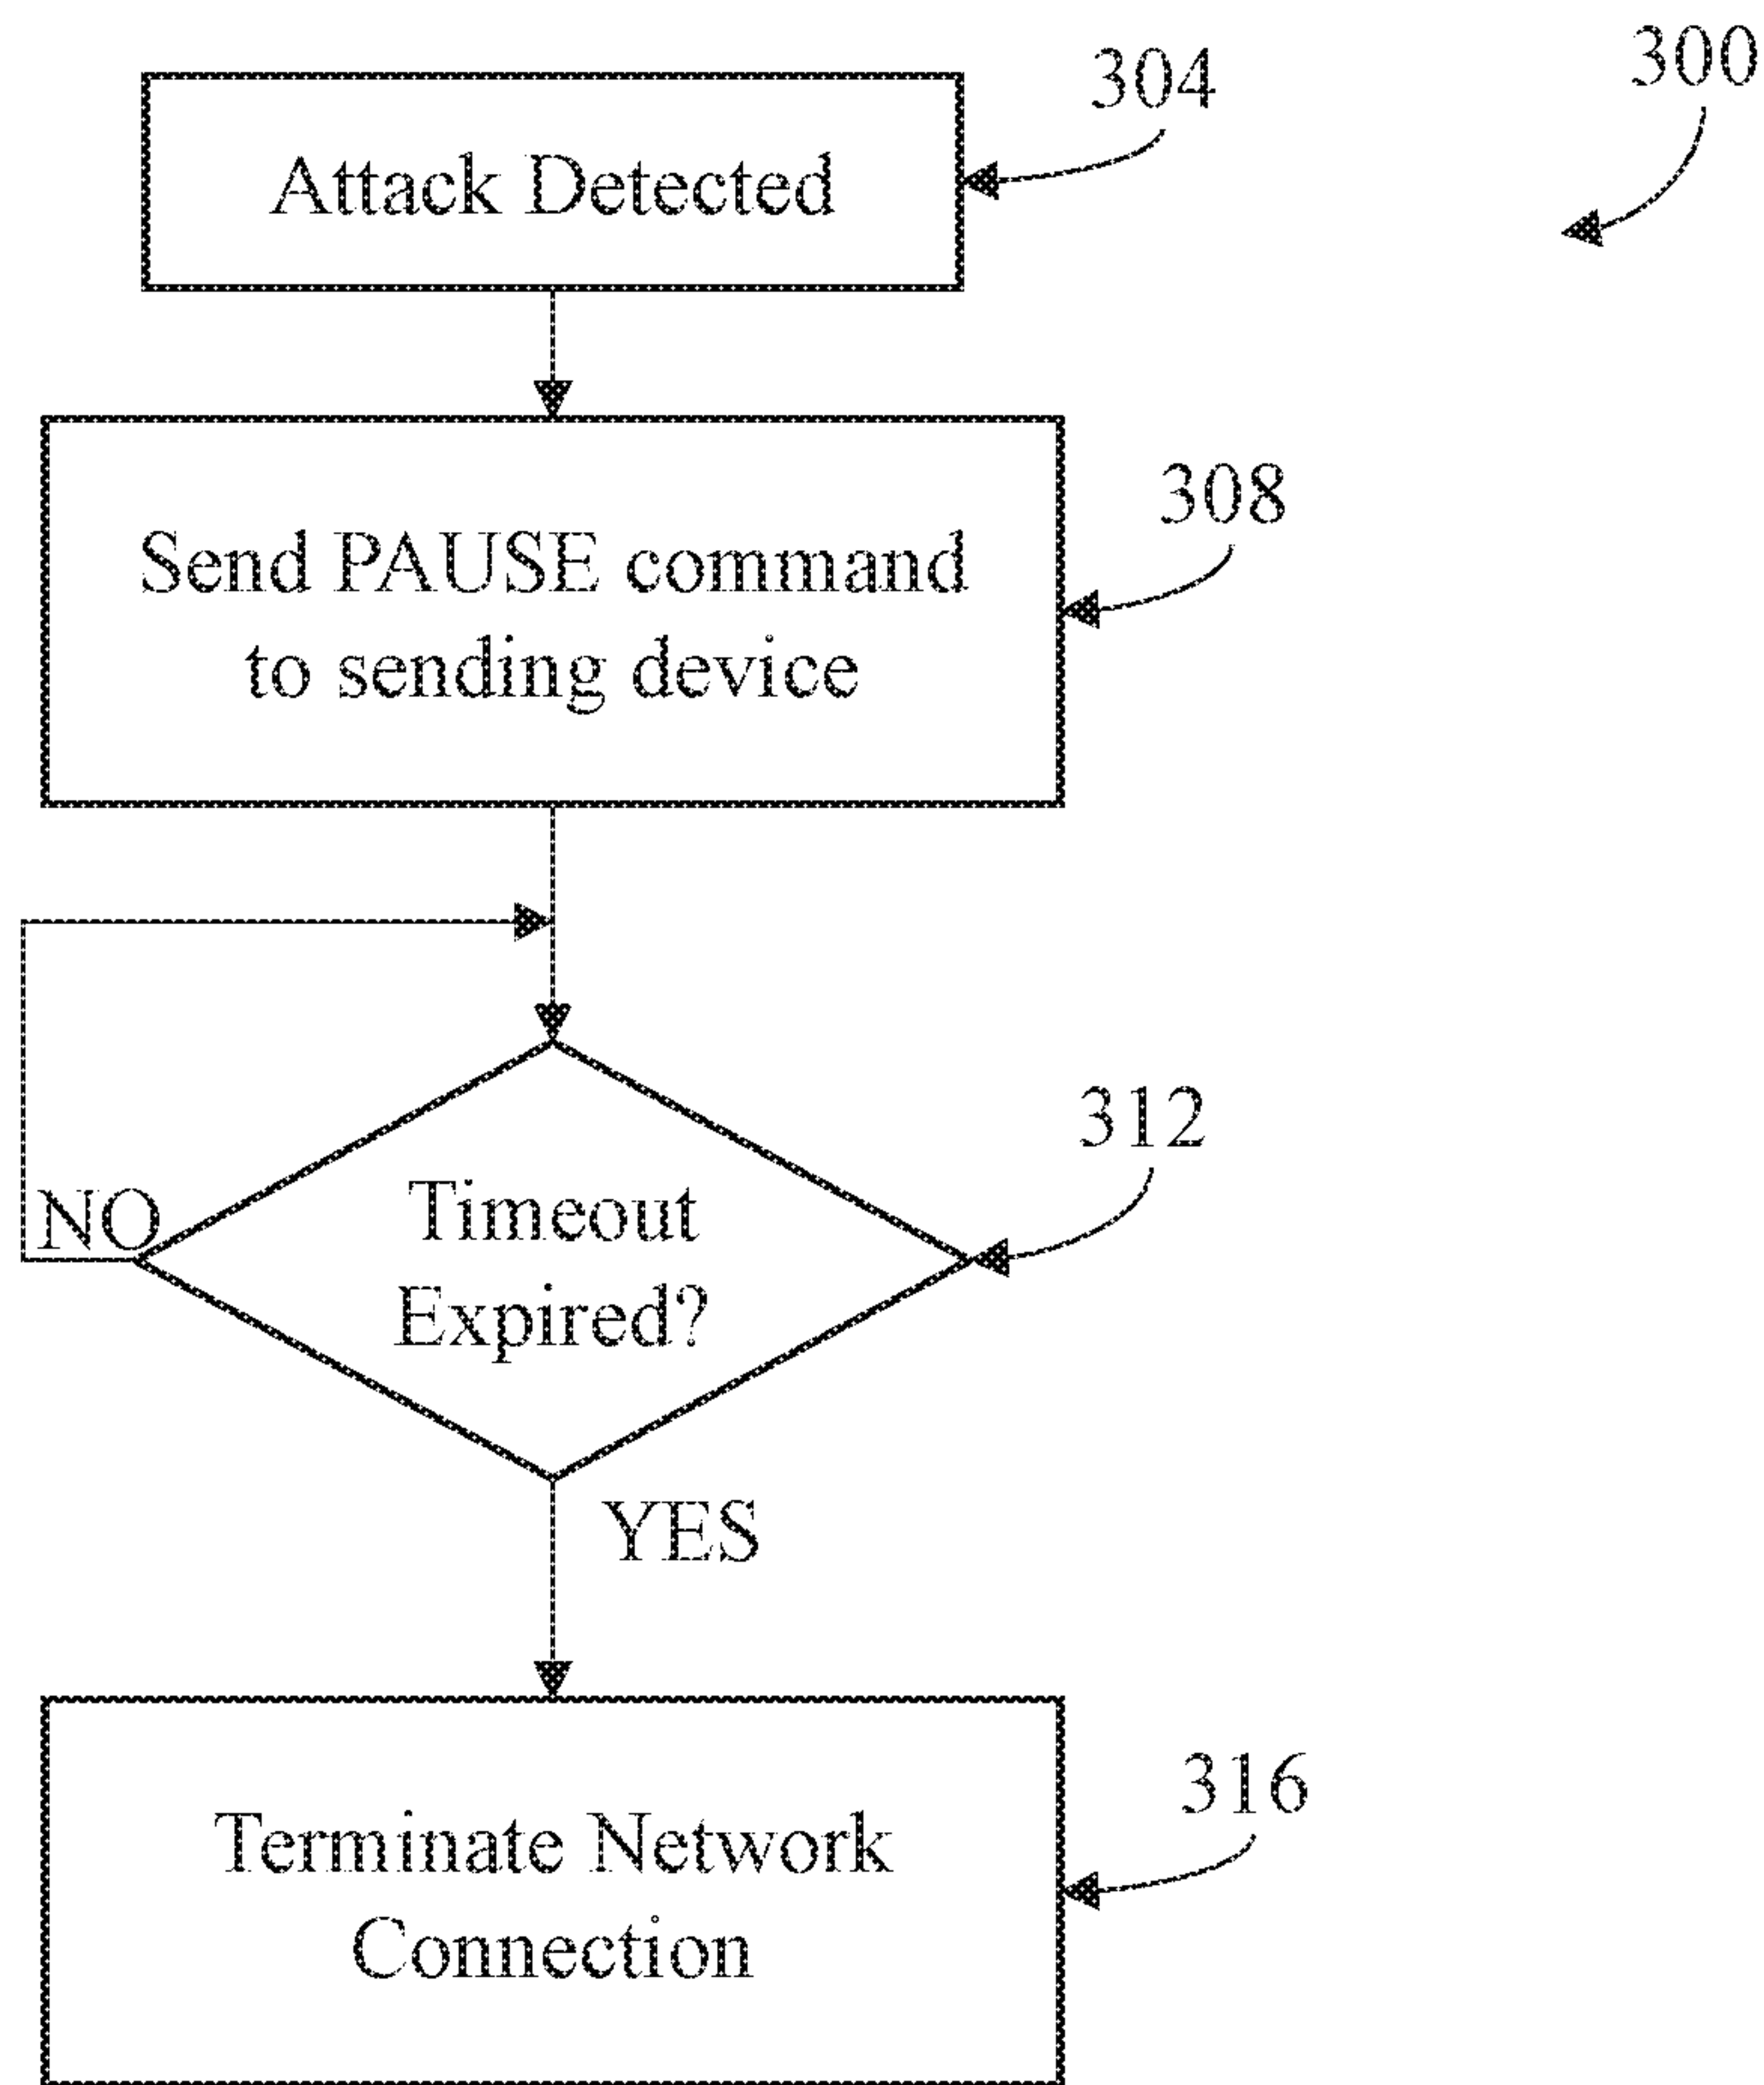 300
304
Attack Detected
308
Send PAUSE command
to sending device
312
NO
Timeout
Expired?
YES
316
Terminate Network
Connection